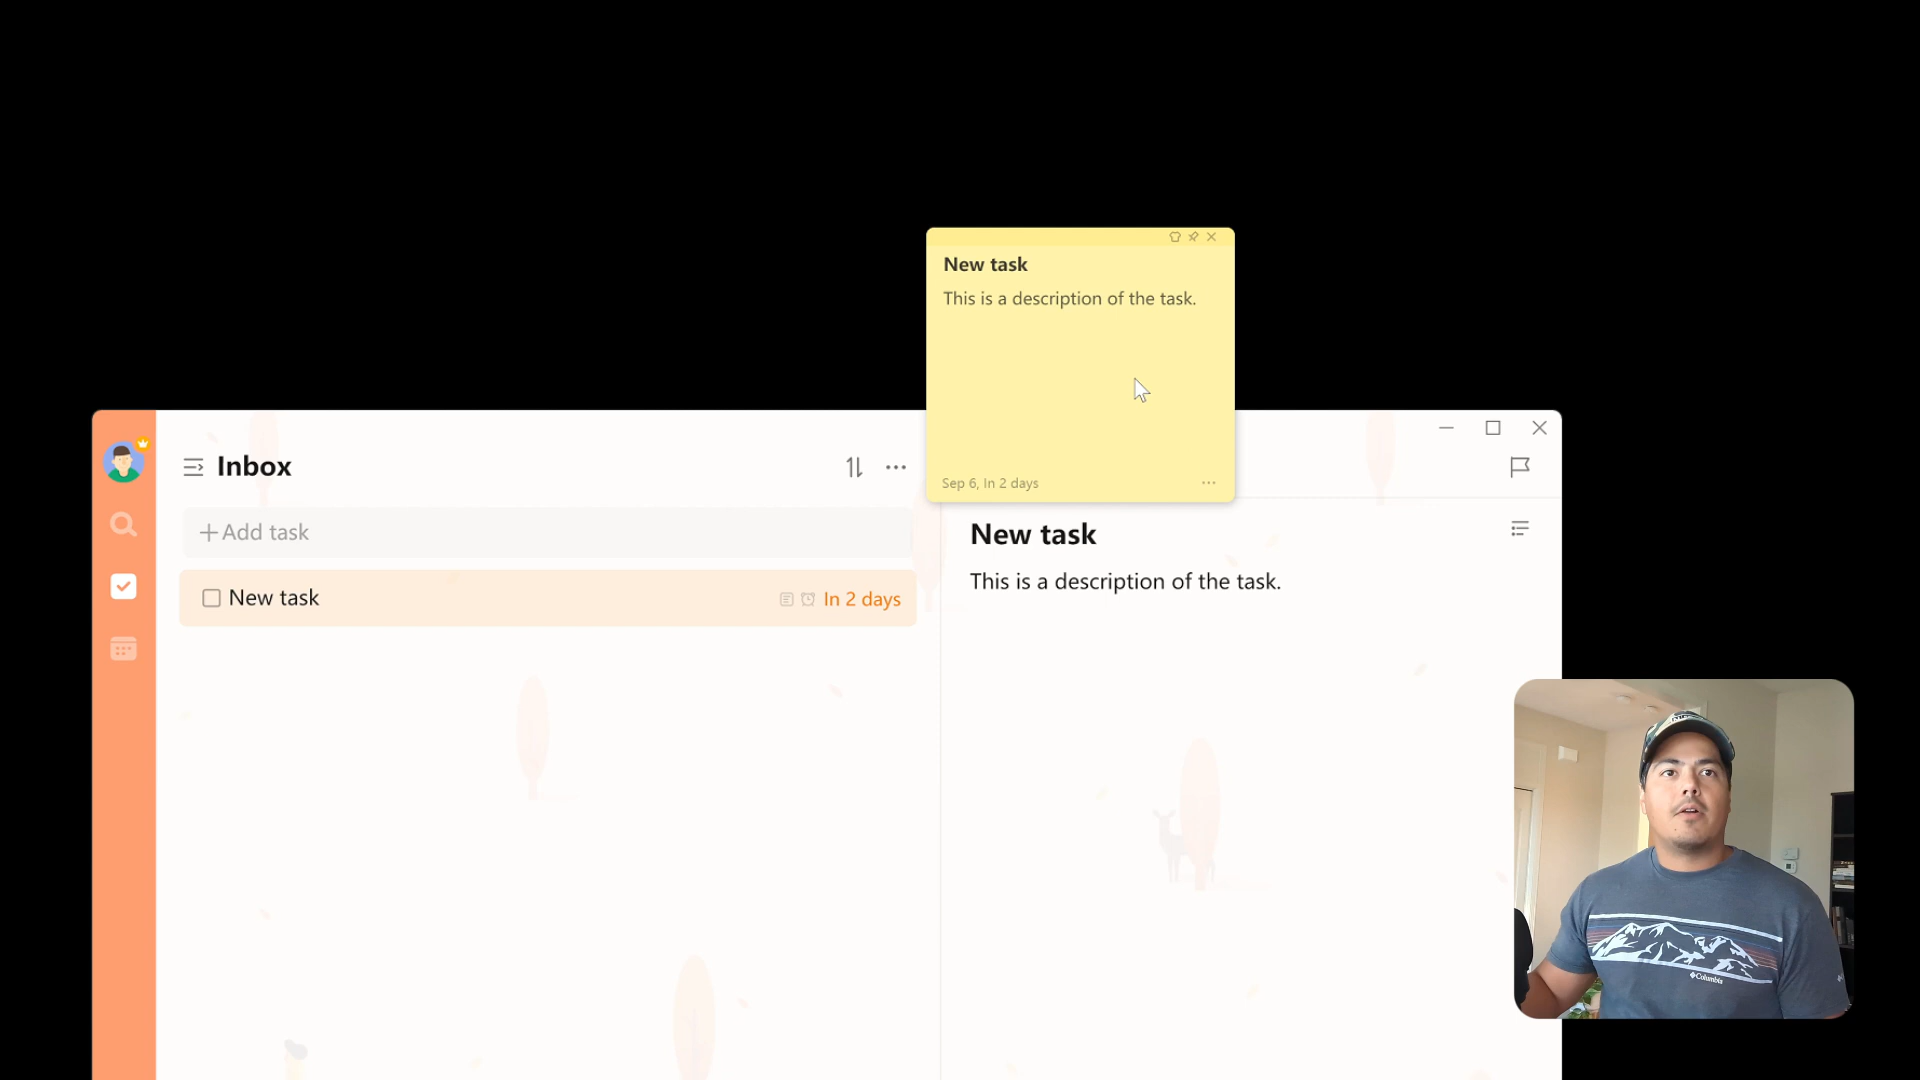 New task
This is a description of the task.
Sep 6, In 2 days
Inbox
Add task
New task
In 2 days
New task
This is a description of the task.
Columbia